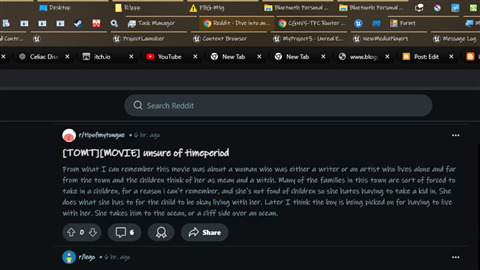 Desktop
Bluetooth Personal ...
Bluetooth Personal ...
Task Manager
Reddit - Dive into an...
CGNVS-TPC Router ...
Form1
ProjectLauncher
Content Browser
MyProject3 - Unreal E...
NewMediaPlayer1
Message Log
Celiac Dis
itch.io
YouTube
New Tab
New Tab
www.blog
Post: Edit
Search Reddit
r/tipofmytongue • 6 hr. ago
[TOMT][MOVIE] unsure of timeperiod
From what I can remember this movie was about a woman who was either a writer or am artist who lives alone and far
from the town and the children think of her as mean and a witch. Many of the families in this town are sort of forced to
take in a children, for a reason i can't remember, and she's not fond of children so she hates having to take a kid in. She
does what she has to for the child to be okay living with her. Later I think the boy is being picked on for having to live
with her. She takes him to the ocean, or a cliff side over an ocean.
0
6
Share
r/lego • 6 hr. ago